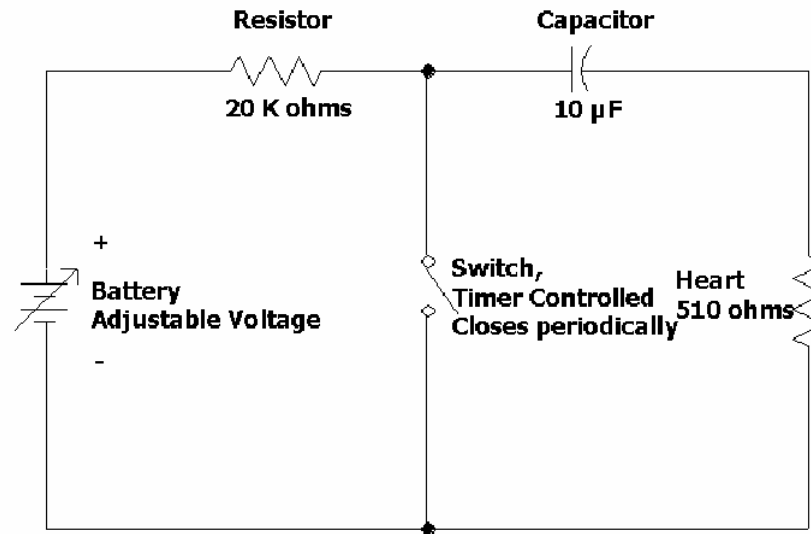 Resistor
Capacitor
20 K ohms
10 µF
+
Battery
Adjustable Voltage
-
Switch,
Timer Controlled
Closes periodically
Heart
510 ohms